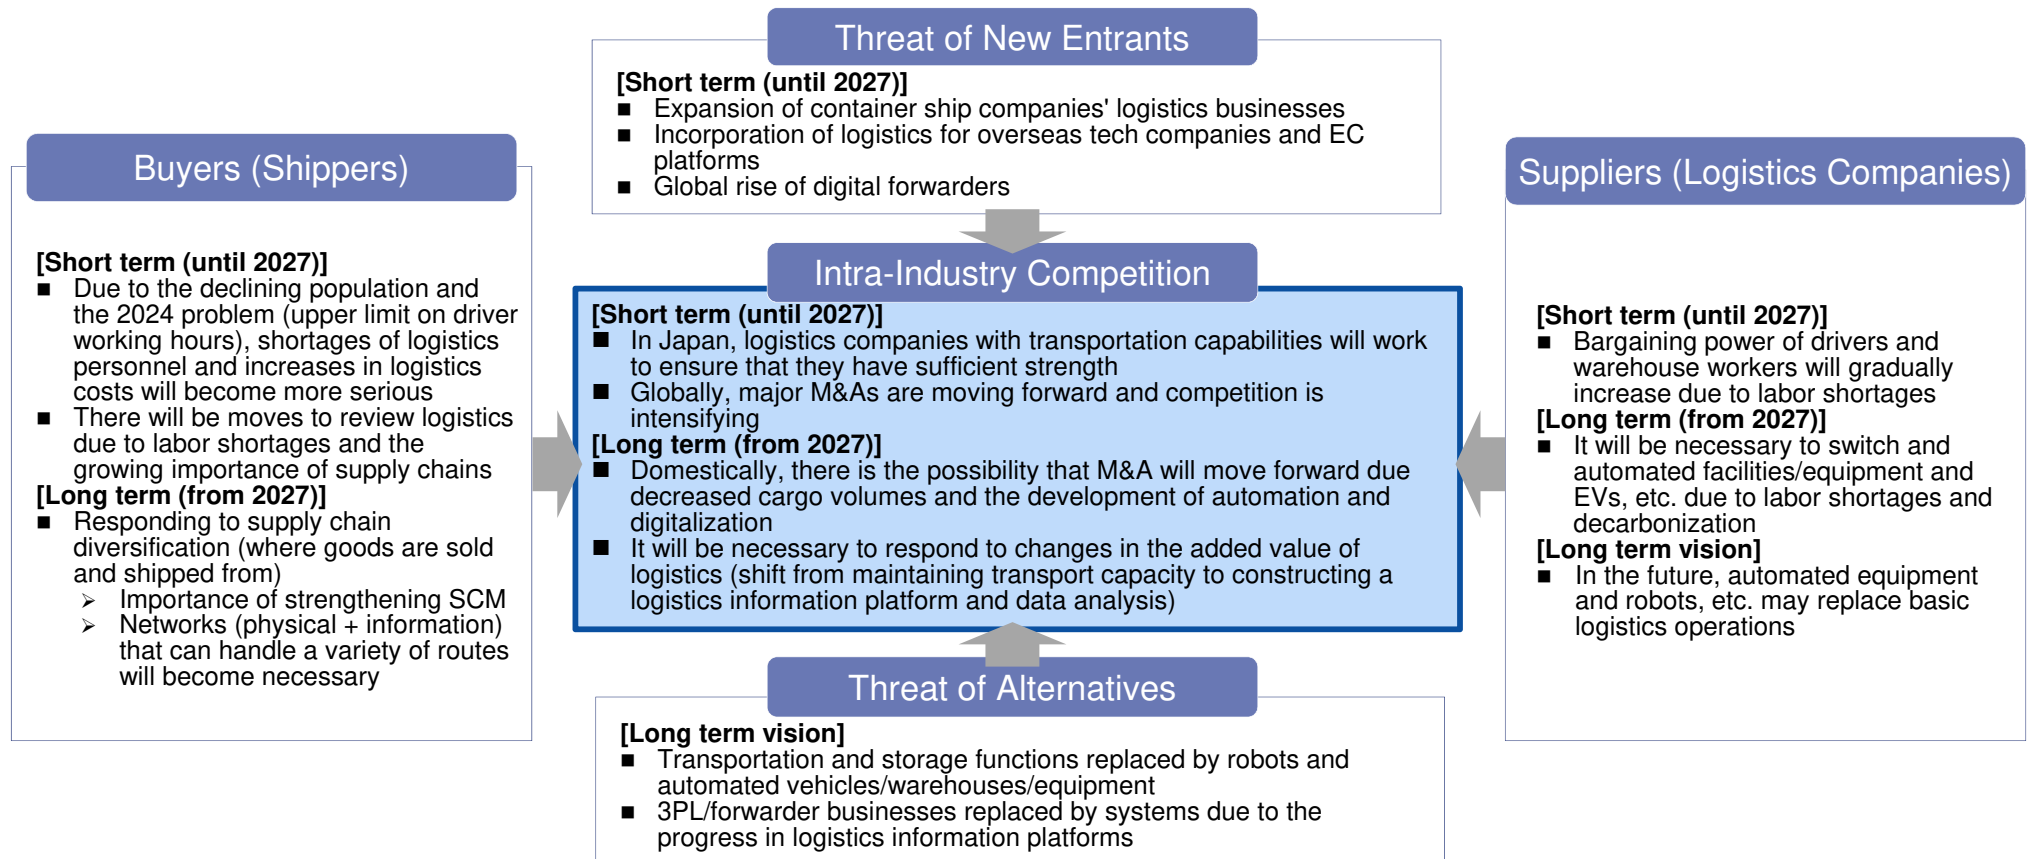 Threat of New Entrants
[Short term (until 2027)]
■ Expansion of container ship companies' logistics businesses
■ Incorporation of logistics for overseas tech companies and EC
platforms
■ Global rise of digital forwarders
Buyers (Shippers)
[Short term (until 2027)]
■ Due to the declining population and
the 2024 problem (upper limit on driver
working hours), shortages of logistics
personnel and increases in logistics
costs will become more serious
■ There will be moves to review logistics
due to labor shortages and the
growing importance of supply chains
[Long term (from 2027)]
■ Responding to supply chain
diversification (where goods are sold
and shipped from)
➢ Importance of strengthening SCM
➢ Networks (physical + information)
that can handle a variety of routes
will become necessary
Intra-Industry Competition
[Short term (until 2027)]
■ In Japan, logistics companies with transportation capabilities will work
to ensure that they have sufficient strength
■ Globally, major M&As are moving forward and competition is
intensifying
[Long term (from 2027)]
■ Domestically, there is the possibility that M&A will move forward due
decreased cargo volumes and the development of automation and
digitalization
■ It will be necessary to respond to changes in the added value of
logistics (shift from maintaining transport capacity to constructing a
logistics information platform and data analysis)
Suppliers (Logistics Companies)
[Short term (until 2027)]
■ Bargaining power of drivers and
warehouse workers will gradually
increase due to labor shortages
[Long term (from 2027)]
■ It will be necessary to switch and
automated facilities/equipment and
EVs, etc. due to labor shortages and
decarbonization
[Long term vision]
■ In the future, automated equipment
and robots, etc. may replace basic
logistics operations
Threat of Alternatives
[Long term vision]
■ Transportation and storage functions replaced by robots and
automated vehicles/warehouses/equipment
■ 3PL/forwarder businesses replaced by systems due to the
progress in logistics information platforms